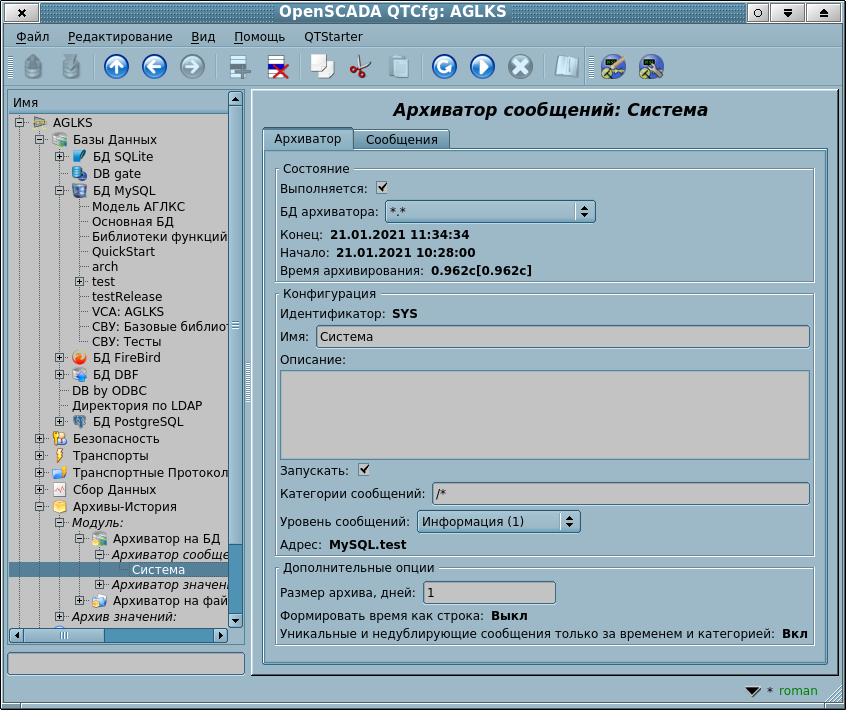 OpenSCADA QTCfg: AGLKS
Файл Редактирование Вид Помощь QTStarter
Имя
AGLKS
Базы Данных
БД SQLite
DB gate
БД MySQL
Модель АГЛКС
Основная БД
Библиотеки функций
QuickStart
arch
test
testRelease
VCA: AGLKS
СВУ: Базовые библио
СВУ: Тесты
БД FireBird
БД DBF
DB by ODBC
Директория по LDAP
БД PostgreSQL
Безопасность
Транспорты
Транспортные Протокол
Сбор Данных
Архивы-История
Модуль:
Архиватор на БД
Архиватор сообще
Система
Архиватор значени
Архиватор на фай
Архив значений:
Архиватор сообщений: Система
Архиватор Сообщения
Состояние
Выполняется:
БД архиватора: *.*
Конец: 21.01.2021 11:34:34
Начало: 21.01.2021 10:28:00
Время архивирования: 0.962с[0.962с]
Конфигурация
Идентификатор: SYS
Имя: Система
Описание:
Запускать:
Категории сообщений: /*
Уровень сообщений: Информация (1)
Адрес: MySQL.test
Дополнительные опции
Размер архива, дней: 1
Формировать время как строка: Выкл
Уникальные и недублирующие сообщения только за временем и категорией: Вкл
* roman